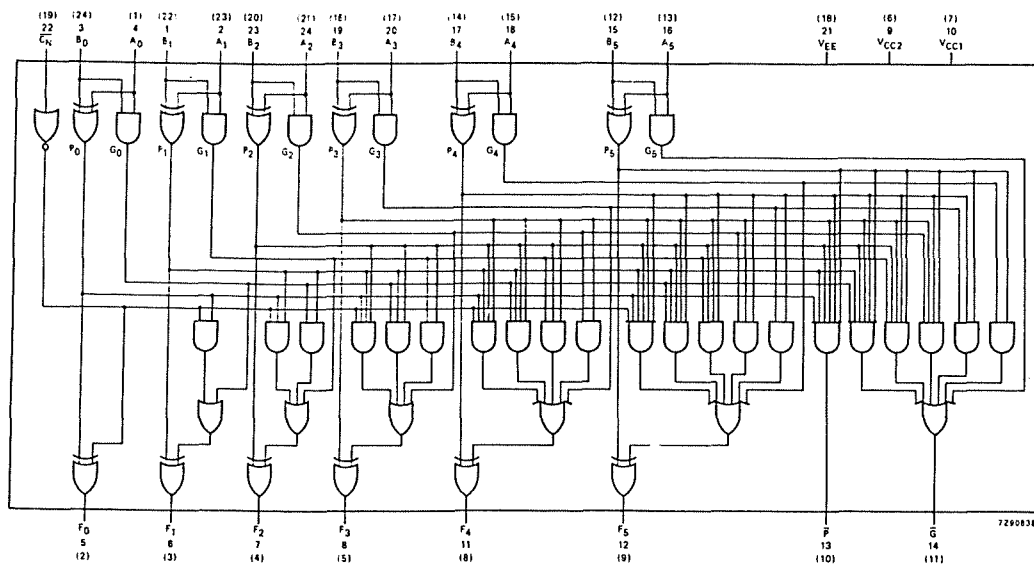 (19) (24) (1) (22) (23) (20) (21) (18) (17) (14) (15) (12) (13) (18) (6) (7)
22 3 4 1 2 23 24 19 20 17 18 15 16 21 9 10
C̅N B0 A0 B1 A1 B2 A2 B3 A3 B4 A4 B5 A5 VEE VCC2 VCC1
P0 G0 P1 G1 P2 G2 P3 G3 P4 G4 P5 G5
7Z90838
F0 F1 F2 F3 F4 F5 P̅ G̅
5 6 7 8 11 12 13 14
(2) (3) (4) (5) (8) (9) (10) (11)